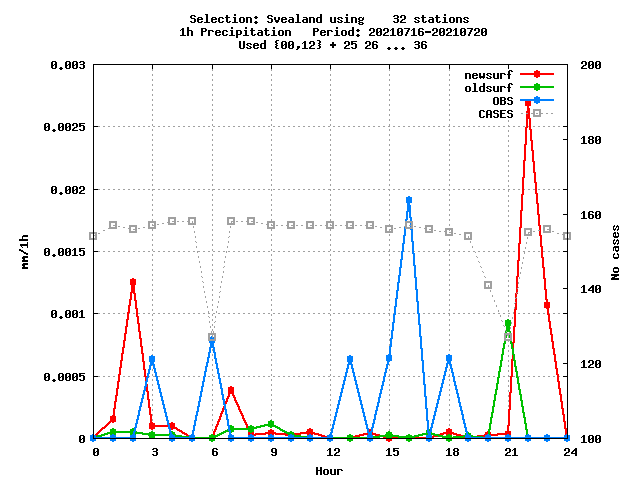 Selection: Svealand using    32 stations
1h Precipitation   Period: 20210716-20210720
Used {00,12} + 25 26 ... 36
0.003
0.0025
0.002
0.0015
0.001
0.0005
0
mm/1h
200
180
160
140
120
100
No cases
newsurf
oldsurf
OBS
CASES
0 3 6 9 12 15 18 21 24
Hour